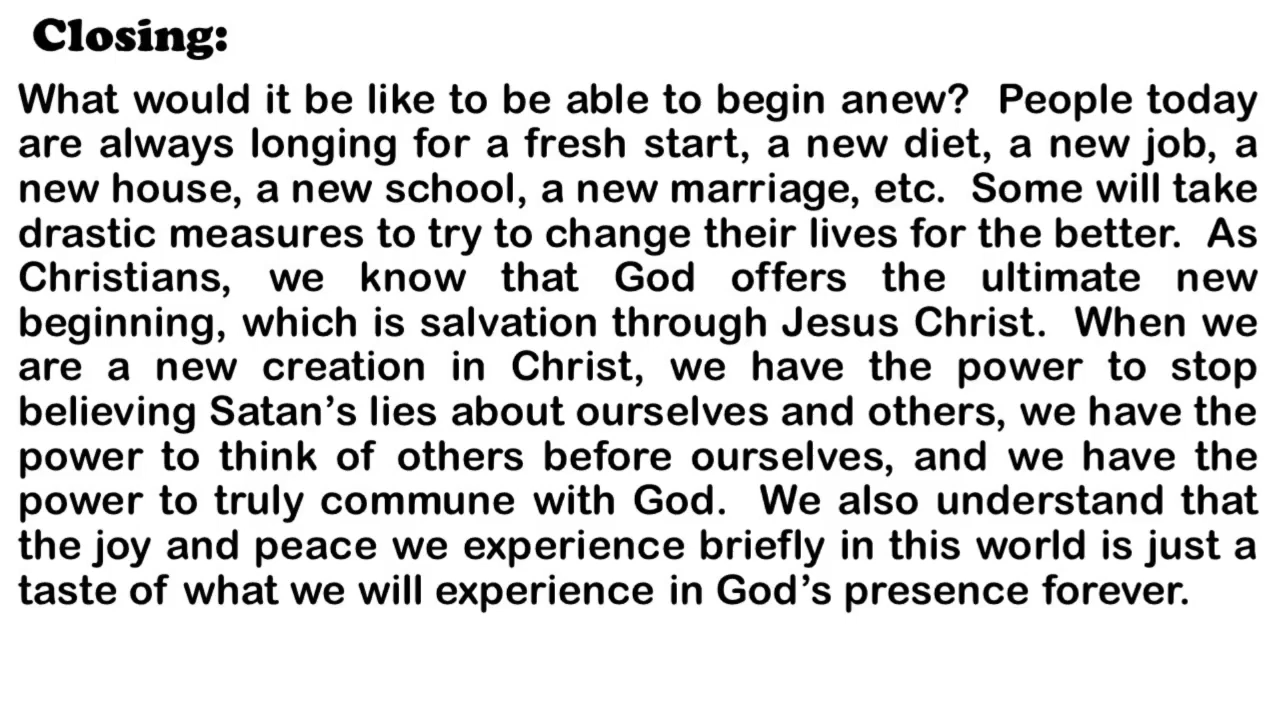 Closing:
What would it be like to be able to begin anew?  People today
are always longing for a fresh start, a new diet, a new job, a
new house, a new school, a new marriage, etc.  Some will take
drastic measures to try to change their lives for the better.  As
Christians, we know that God offers the ultimate new
beginning, which is salvation through Jesus Christ.  When we
are a new creation in Christ, we have the power to stop
believing Satan’s lies about ourselves and others, we have the
power to think of others before ourselves, and we have the
power to truly commune with God.  We also understand that
the joy and peace we experience briefly in this world is just a
taste of what we will experience in God’s presence forever.